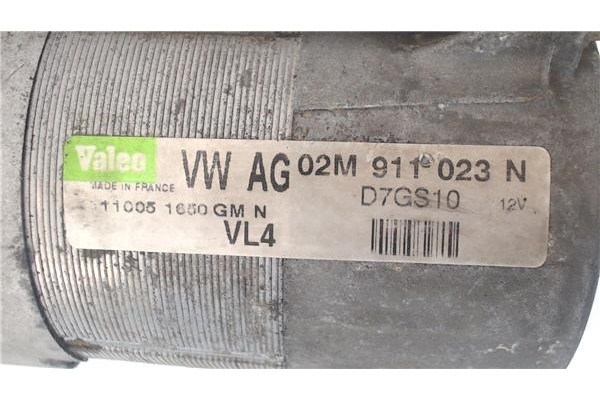 Valeo VW AG 02M 911 023 N
MADE IN FRANCE D7GS10 12V
11005 1650 GM N
VL4